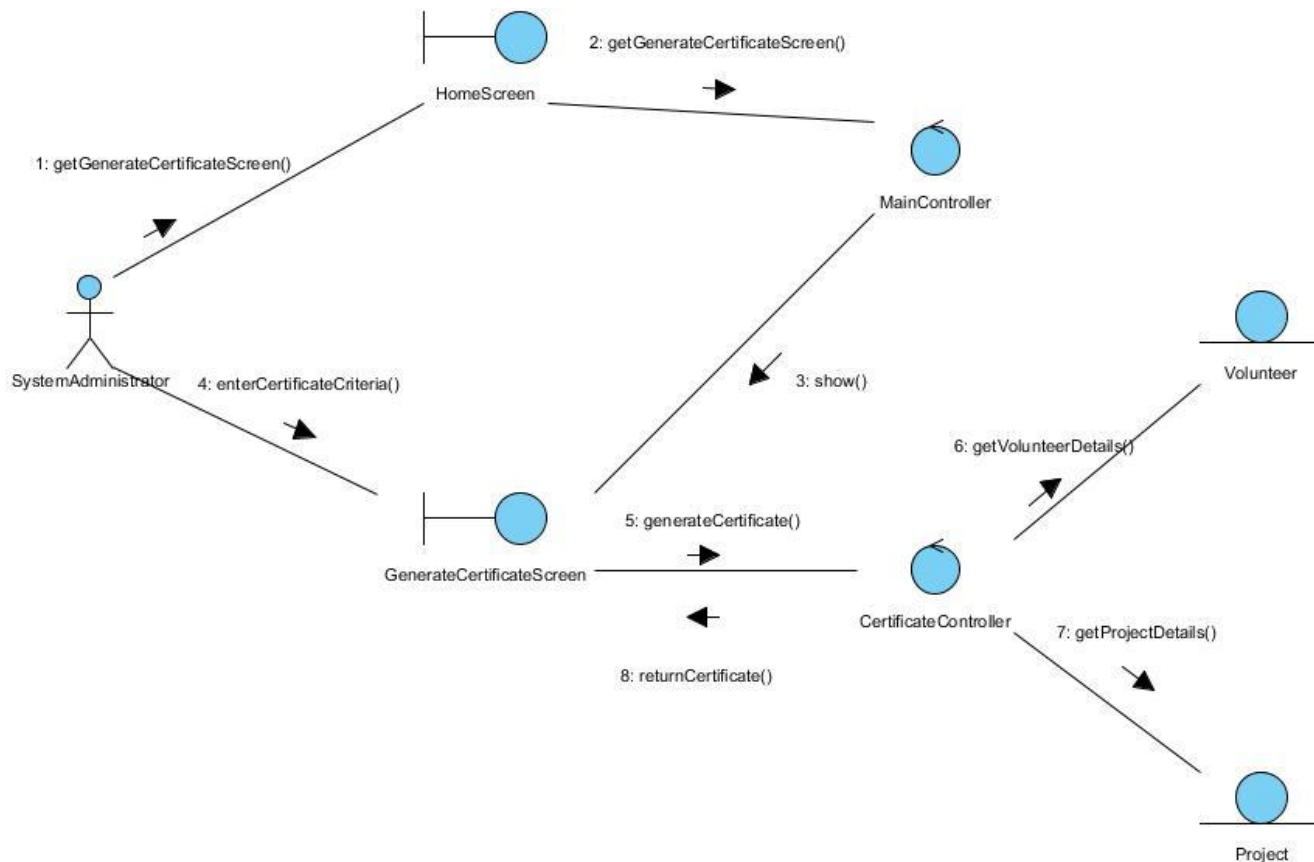 2: getGenerateCertificateScreen()
HomeScreen
1: getGenerateCertificateScreen()
MainController
SystemAdministrator
4: enterCertificateCriteria()
3: show()
Volunteer
6: getVolunteerDetails()
5: generateCertificate()
GenerateCertificateScreen
CertificateController
7: getProjectDetails()
8: returnCertificate()
Project